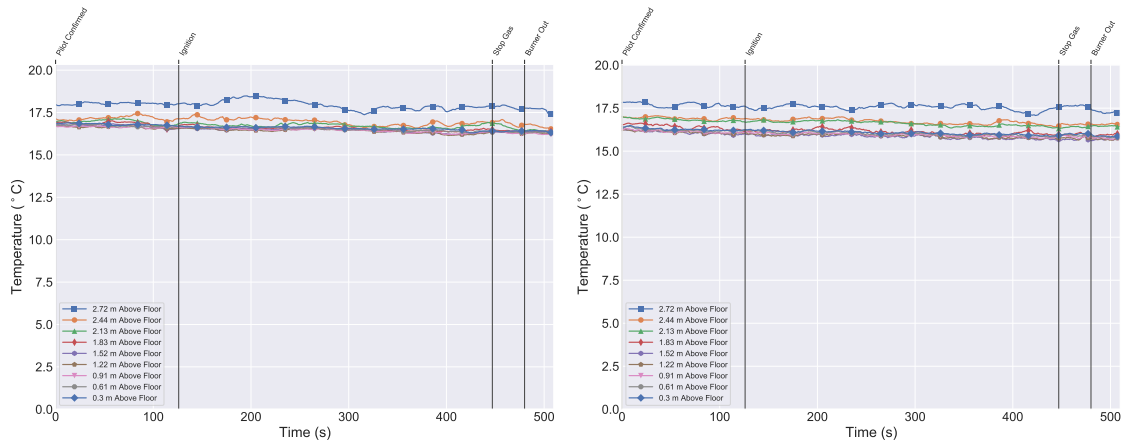 Pilot Confirmed
Ignition
Stop Gas
Burner Out
20.0
17.5
15.0
12.5
10.0
7.5
5.0
2.5
0.0
Temperature ( ° C)
2.72 m Above Floor
2.44 m Above Floor
2.13 m Above Floor
1.83 m Above Floor
1.52 m Above Floor
1.22 m Above Floor
0.91 m Above Floor
0.61 m Above Floor
0.3 m Above Floor
0 100 200 300 400 500
Time (s)
Pilot Confirmed
Ignition
Stop Gas
Burner Out
20.0
17.5
15.0
12.5
10.0
7.5
5.0
2.5
0.0
Temperature ( ° C)
2.72 m Above Floor
2.44 m Above Floor
2.13 m Above Floor
1.83 m Above Floor
1.52 m Above Floor
1.22 m Above Floor
0.91 m Above Floor
0.61 m Above Floor
0.3 m Above Floor
0 100 200 300 400 500
Time (s)